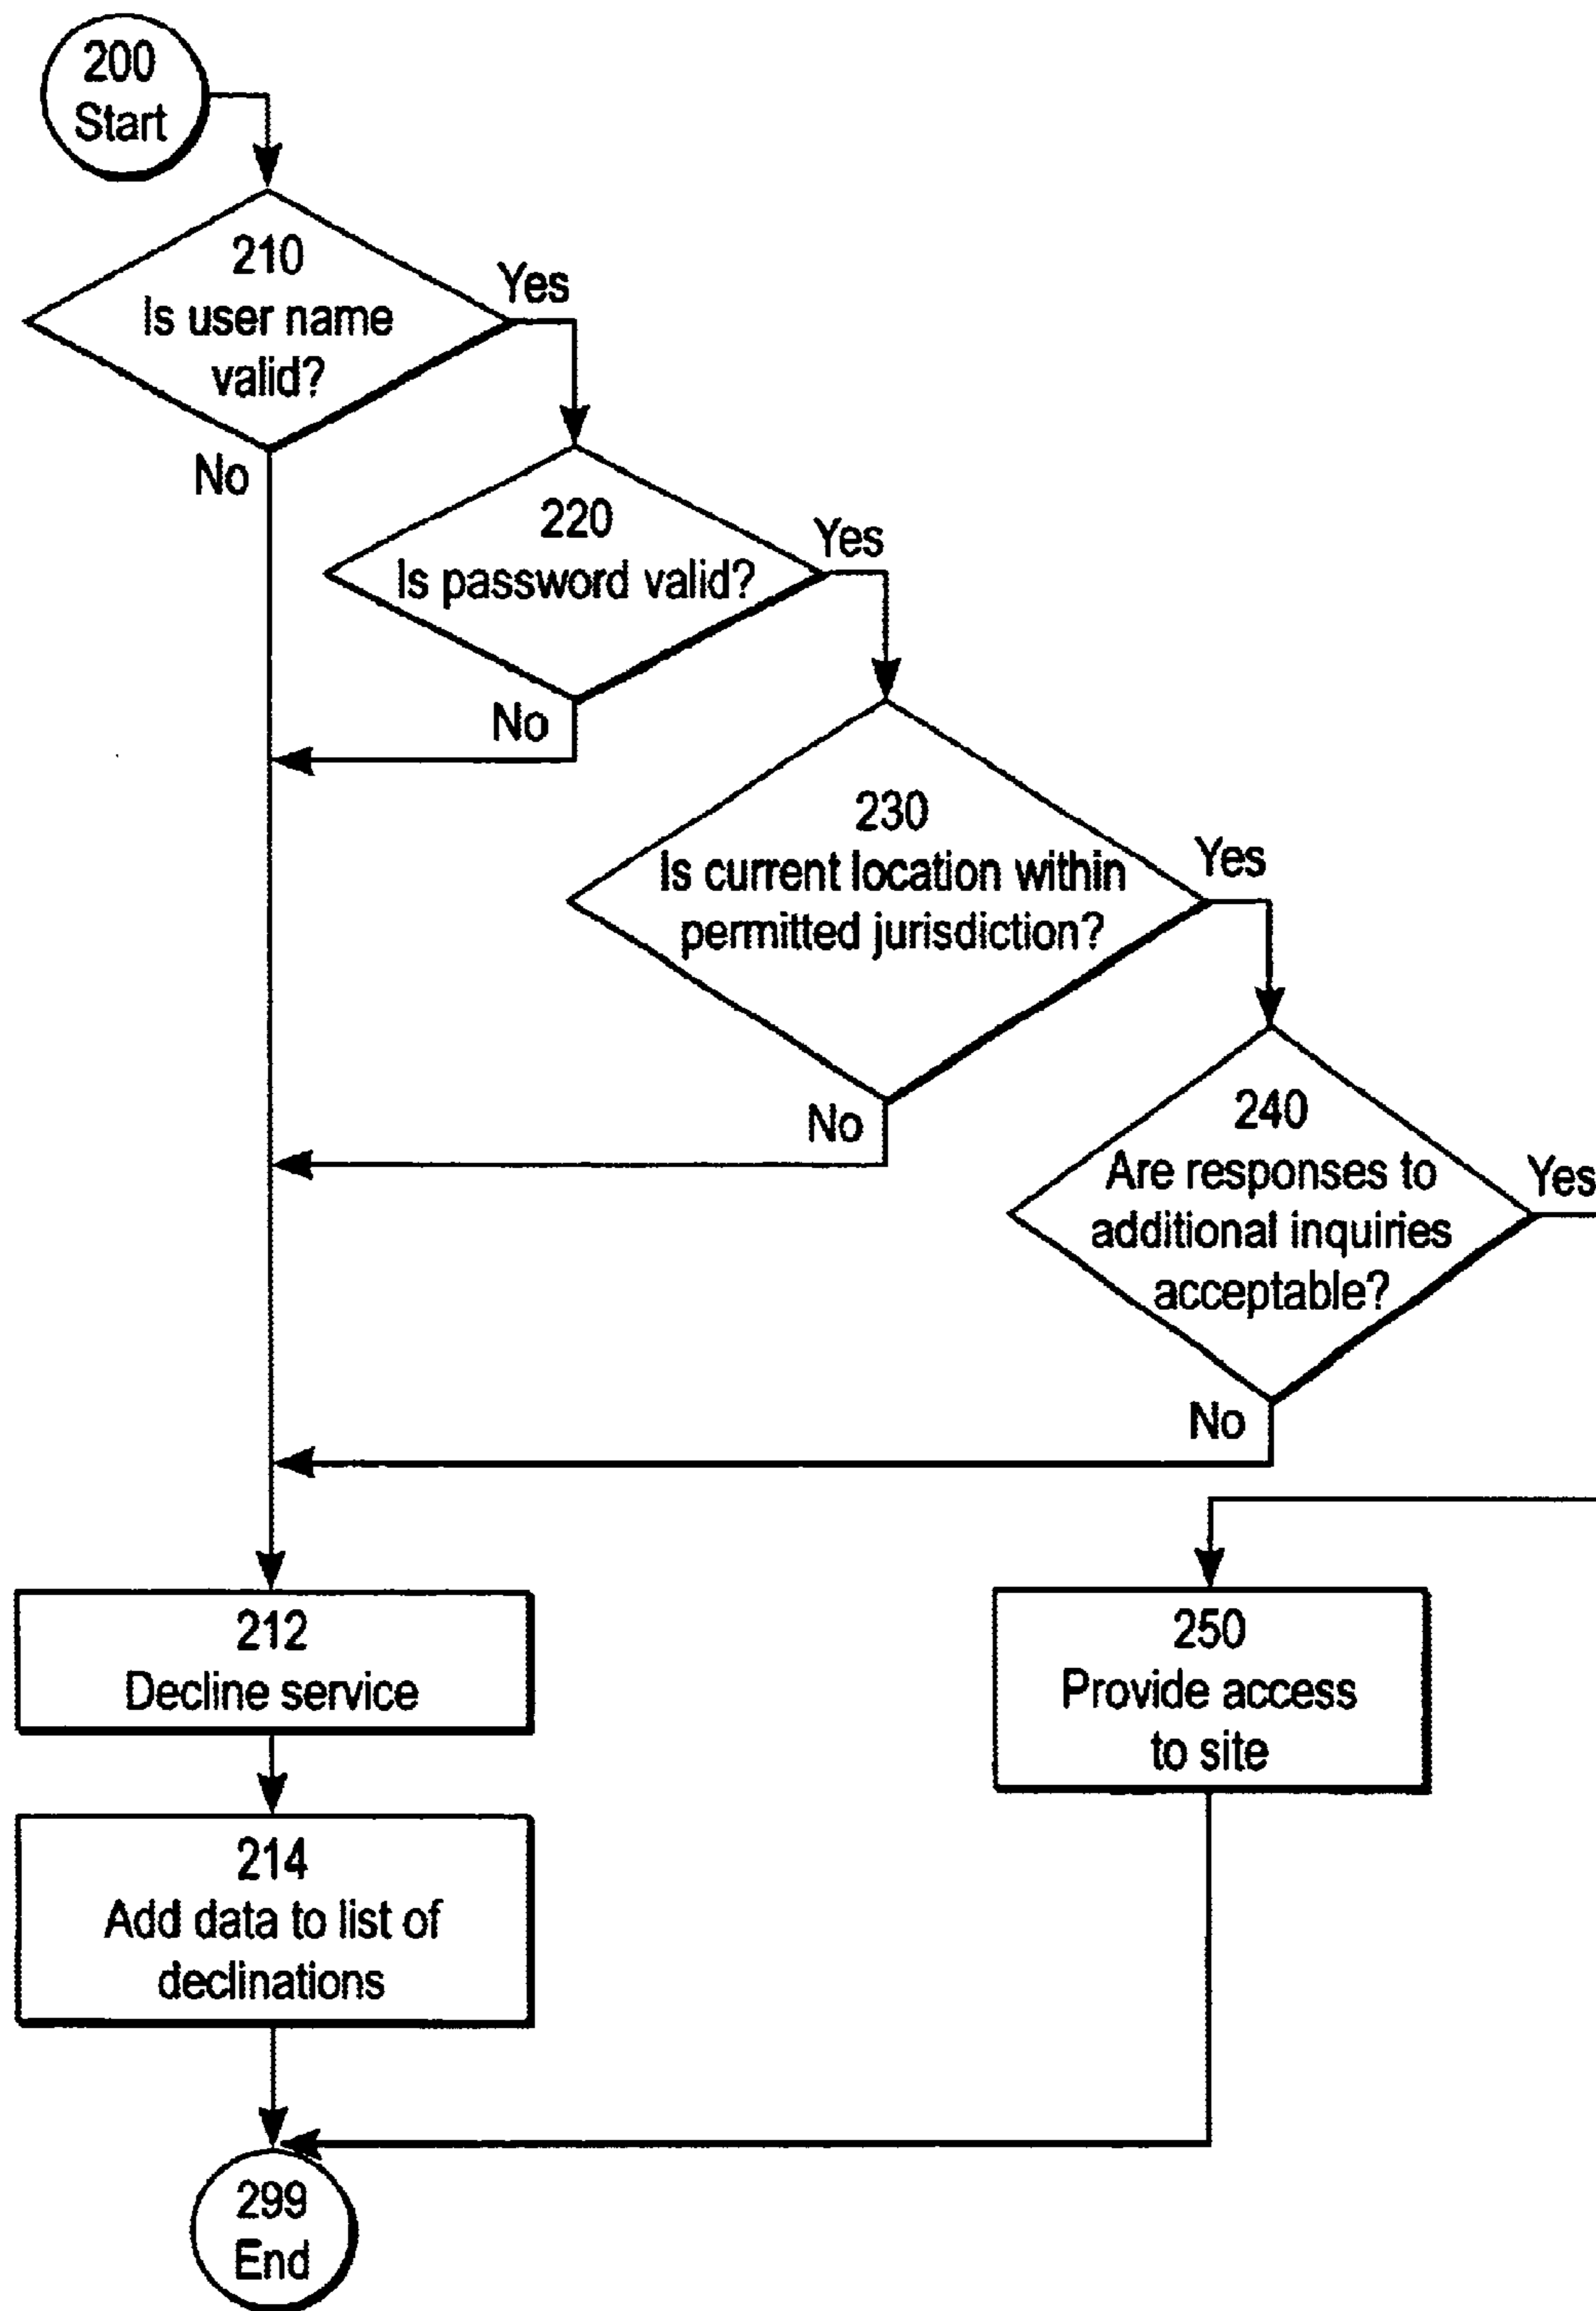 200
Start
210
Is user name
valid?
Yes
No
220
Is password valid?
Yes
No
230
Is current location within
permitted jurisdiction?
Yes
No
240
Are responses to
additional inquiries
acceptable?
Yes
No
212
Decline service
250
Provide access
to site
214
Add data to list of
declinations
299
End